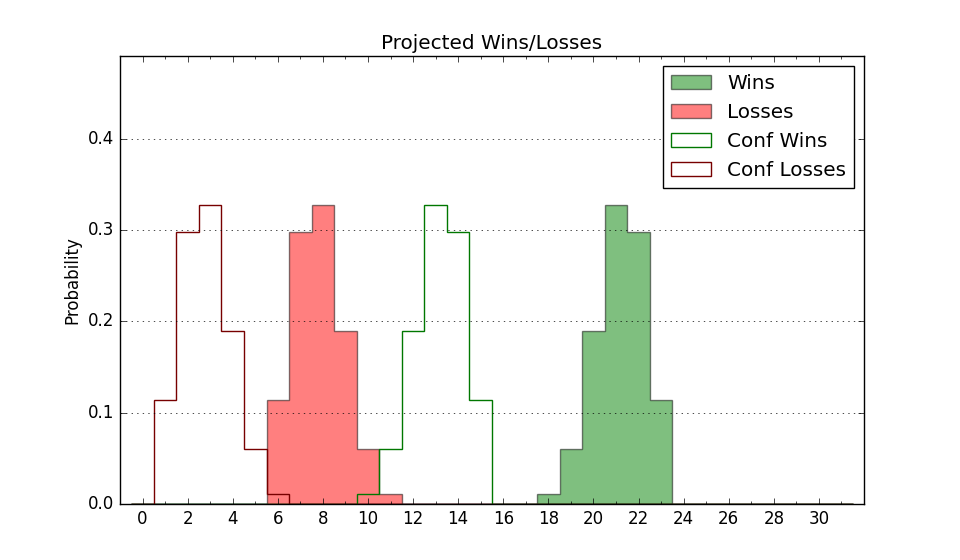 Projected Wins/Losses
Wins
Losses
Conf Wins
Conf Losses
Probability
0.4
0.3
0.2
0.1
0.0
0 2 4 6 8 10 12 14 16 18 20 22 24 26 28 30